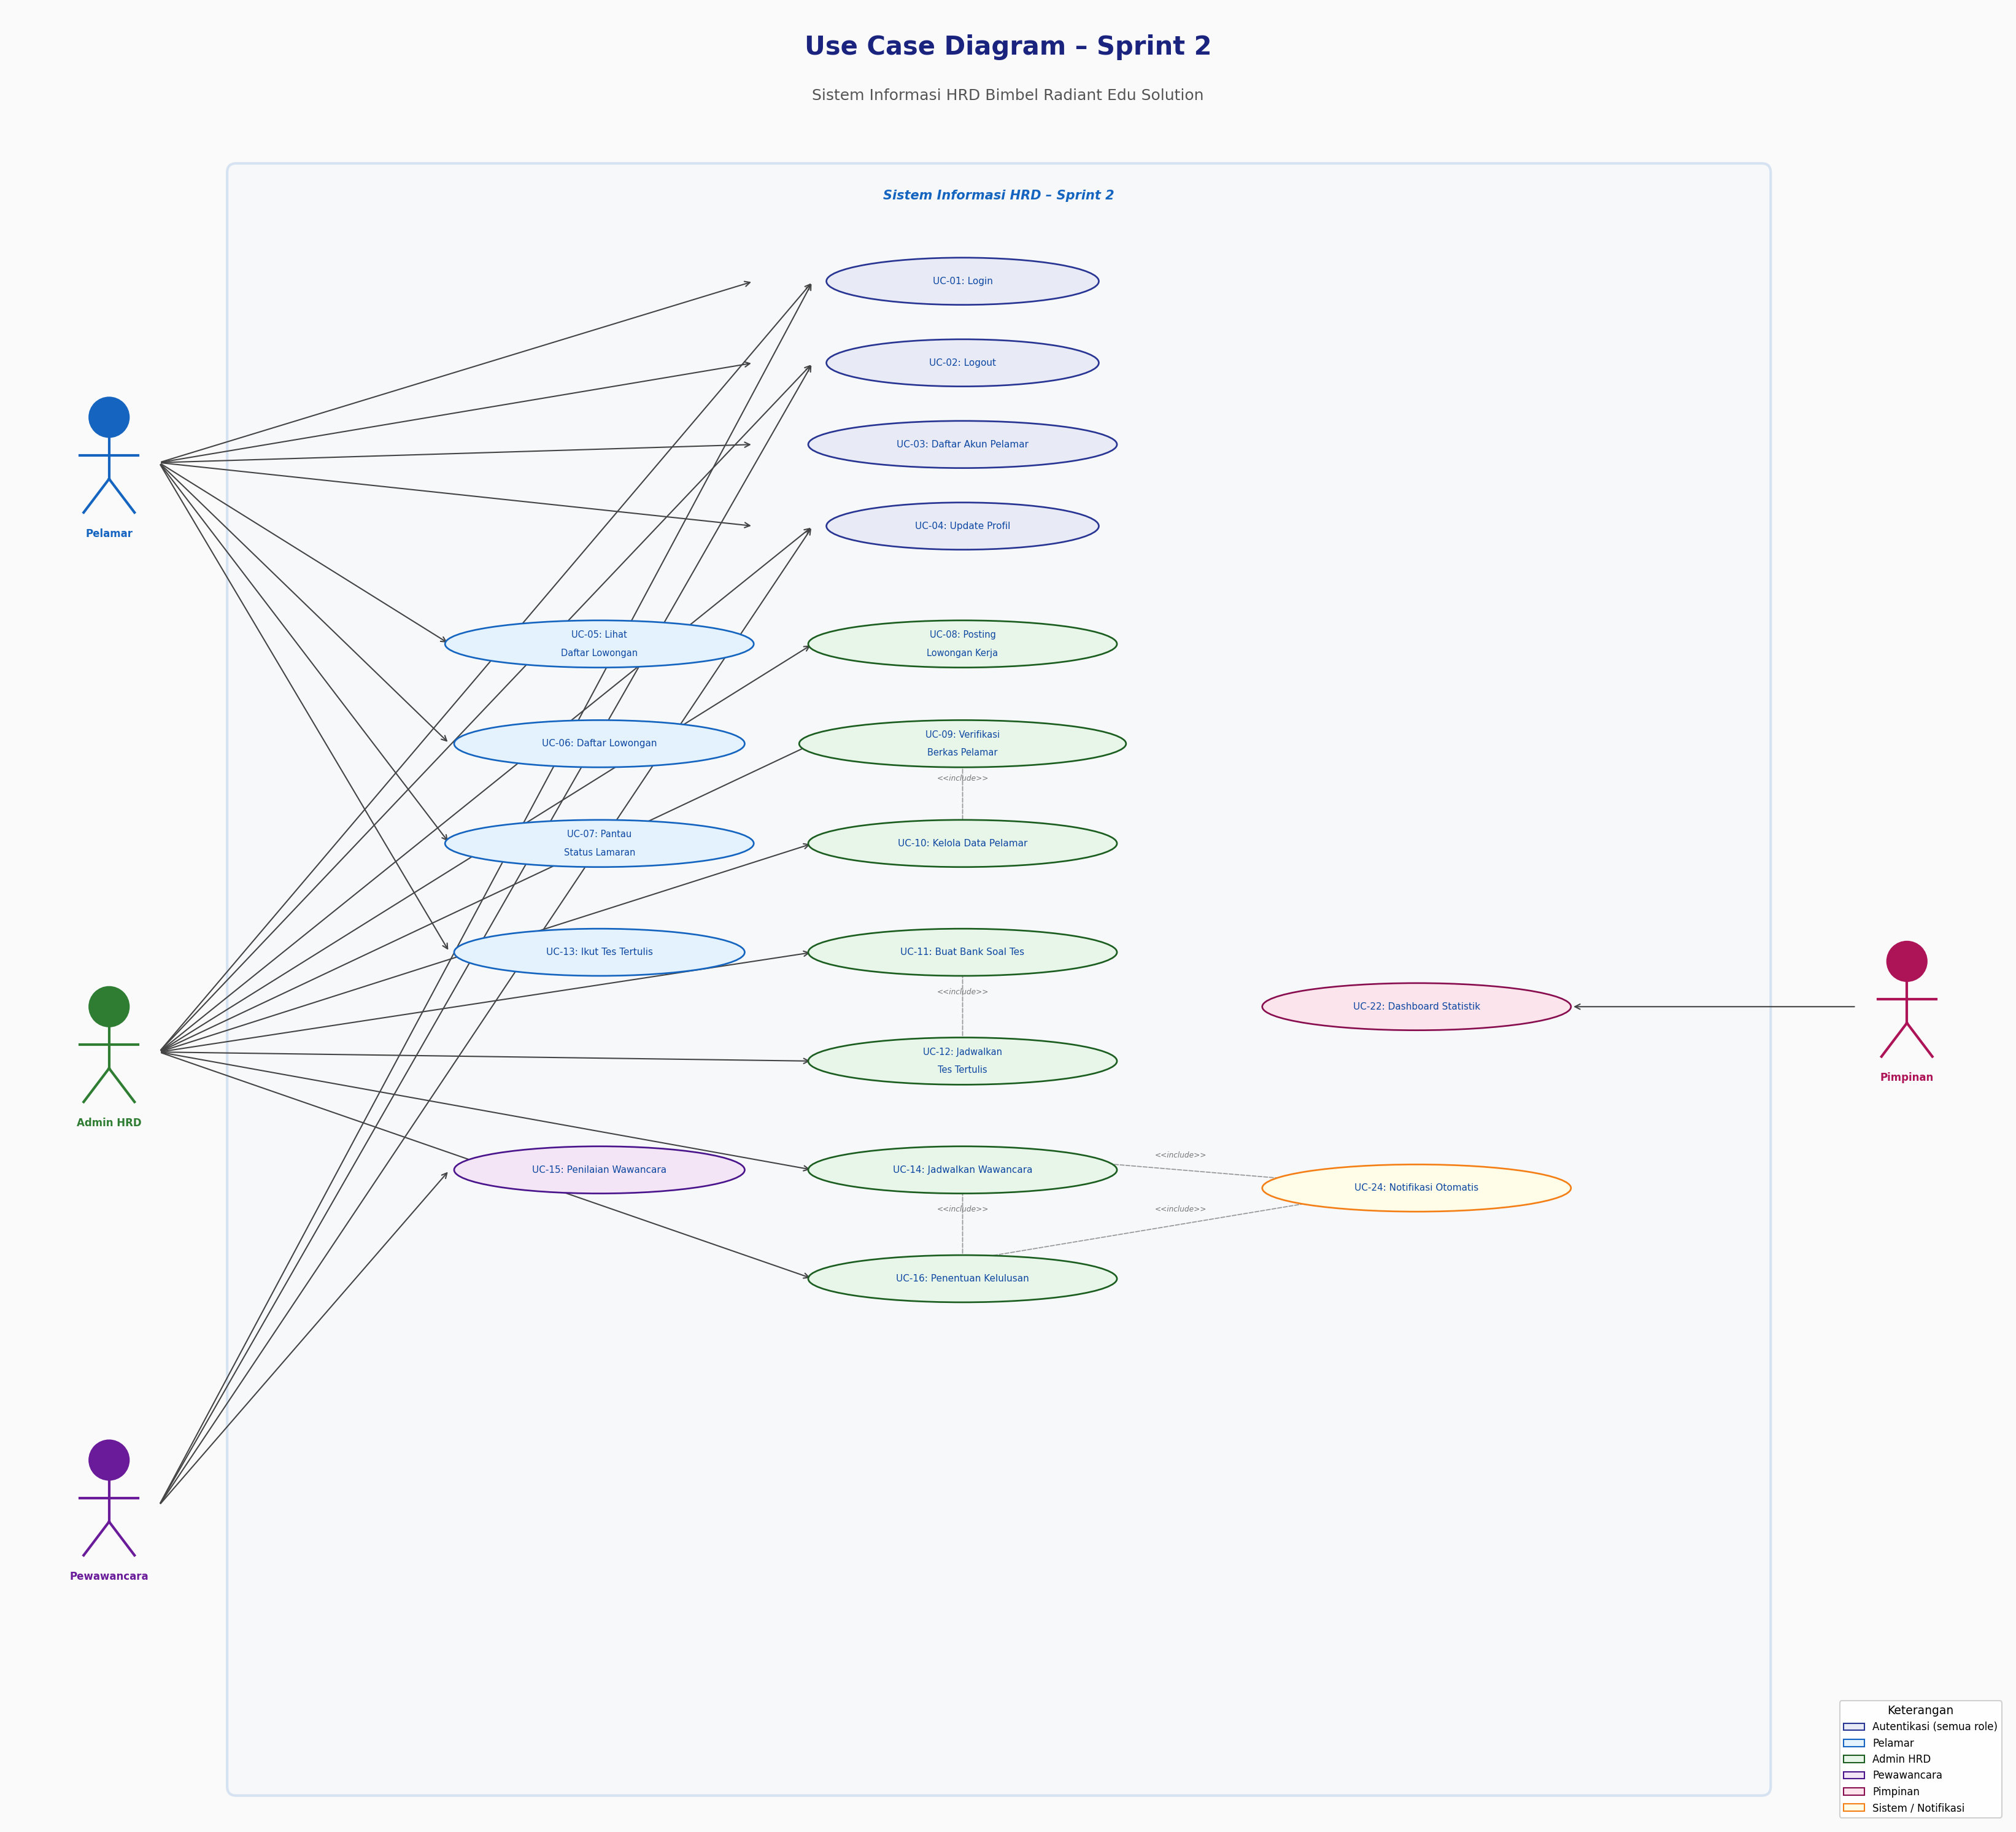 Use Case Diagram – Sprint 2
Sistem Informasi HRD Bimbel Radiant Edu Solution
Sistem Informasi HRD – Sprint 2
UC-01: Login
UC-02: Logout
UC-03: Daftar Akun Pelamar
UC-04: Update Profil
Pelamar
UC-05: Lihat
Daftar Lowongan
UC-08: Posting
Lowongan Kerja
UC-06: Daftar Lowongan
UC-09: Verifikasi
Berkas Pelamar
<<include>>
UC-07: Pantau
Status Lamaran
UC-10: Kelola Data Pelamar
UC-13: Ikut Tes Tertulis
UC-11: Buat Bank Soal Tes
<<include>>
UC-22: Dashboard Statistik
UC-12: Jadwalkan
Tes Tertulis
Pimpinan
Admin HRD
UC-15: Penilaian Wawancara
UC-14: Jadwalkan Wawancara
<<include>>
UC-24: Notifikasi Otomatis
<<include>>
<<include>>
UC-16: Penentuan Kelulusan
Pewawancara
Keterangan
Autentikasi (semua role)
Pelamar
Admin HRD
Pewawancara
Pimpinan
Sistem / Notifikasi